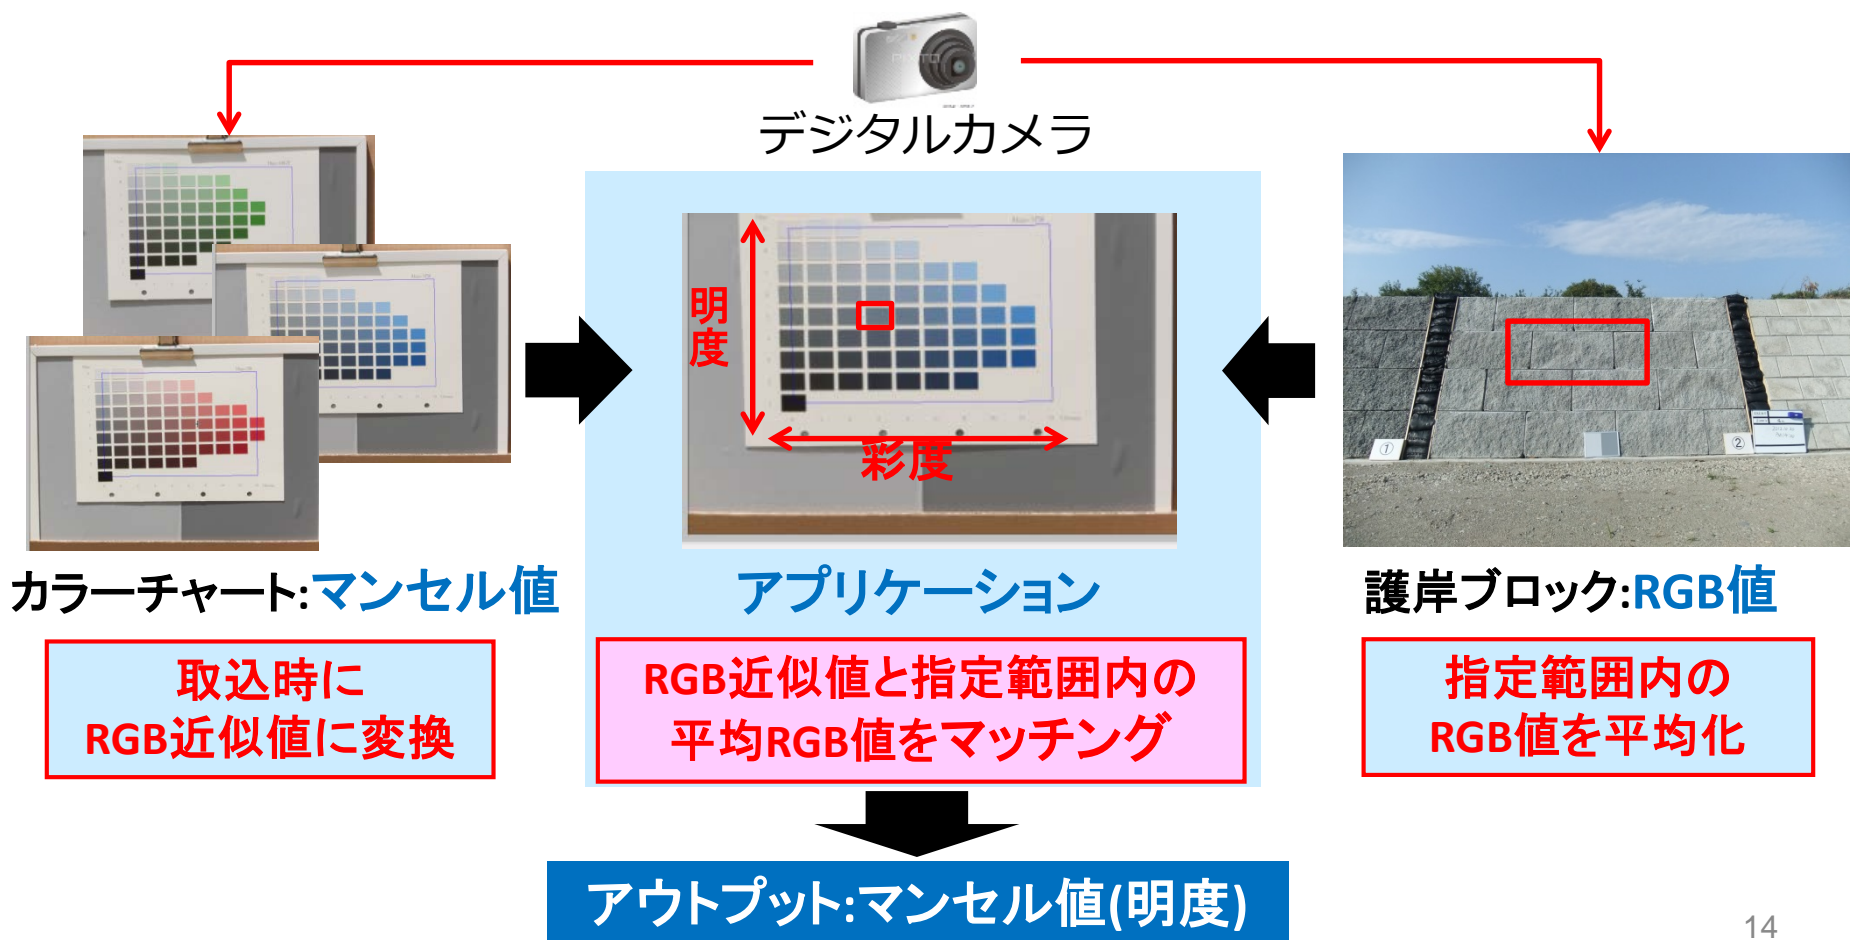 デジタルカメラ
明度
彩度
①
②
カラーチャート:マンセル値
アプリケーション
護岸ブロック:RGB値
取込時に
RGB近似値に変換
RGB近似値と指定範囲内の
平均RGB値をマッチング
指定範囲内の
RGB値を平均化
アウトプット:マンセル値(明度)
14